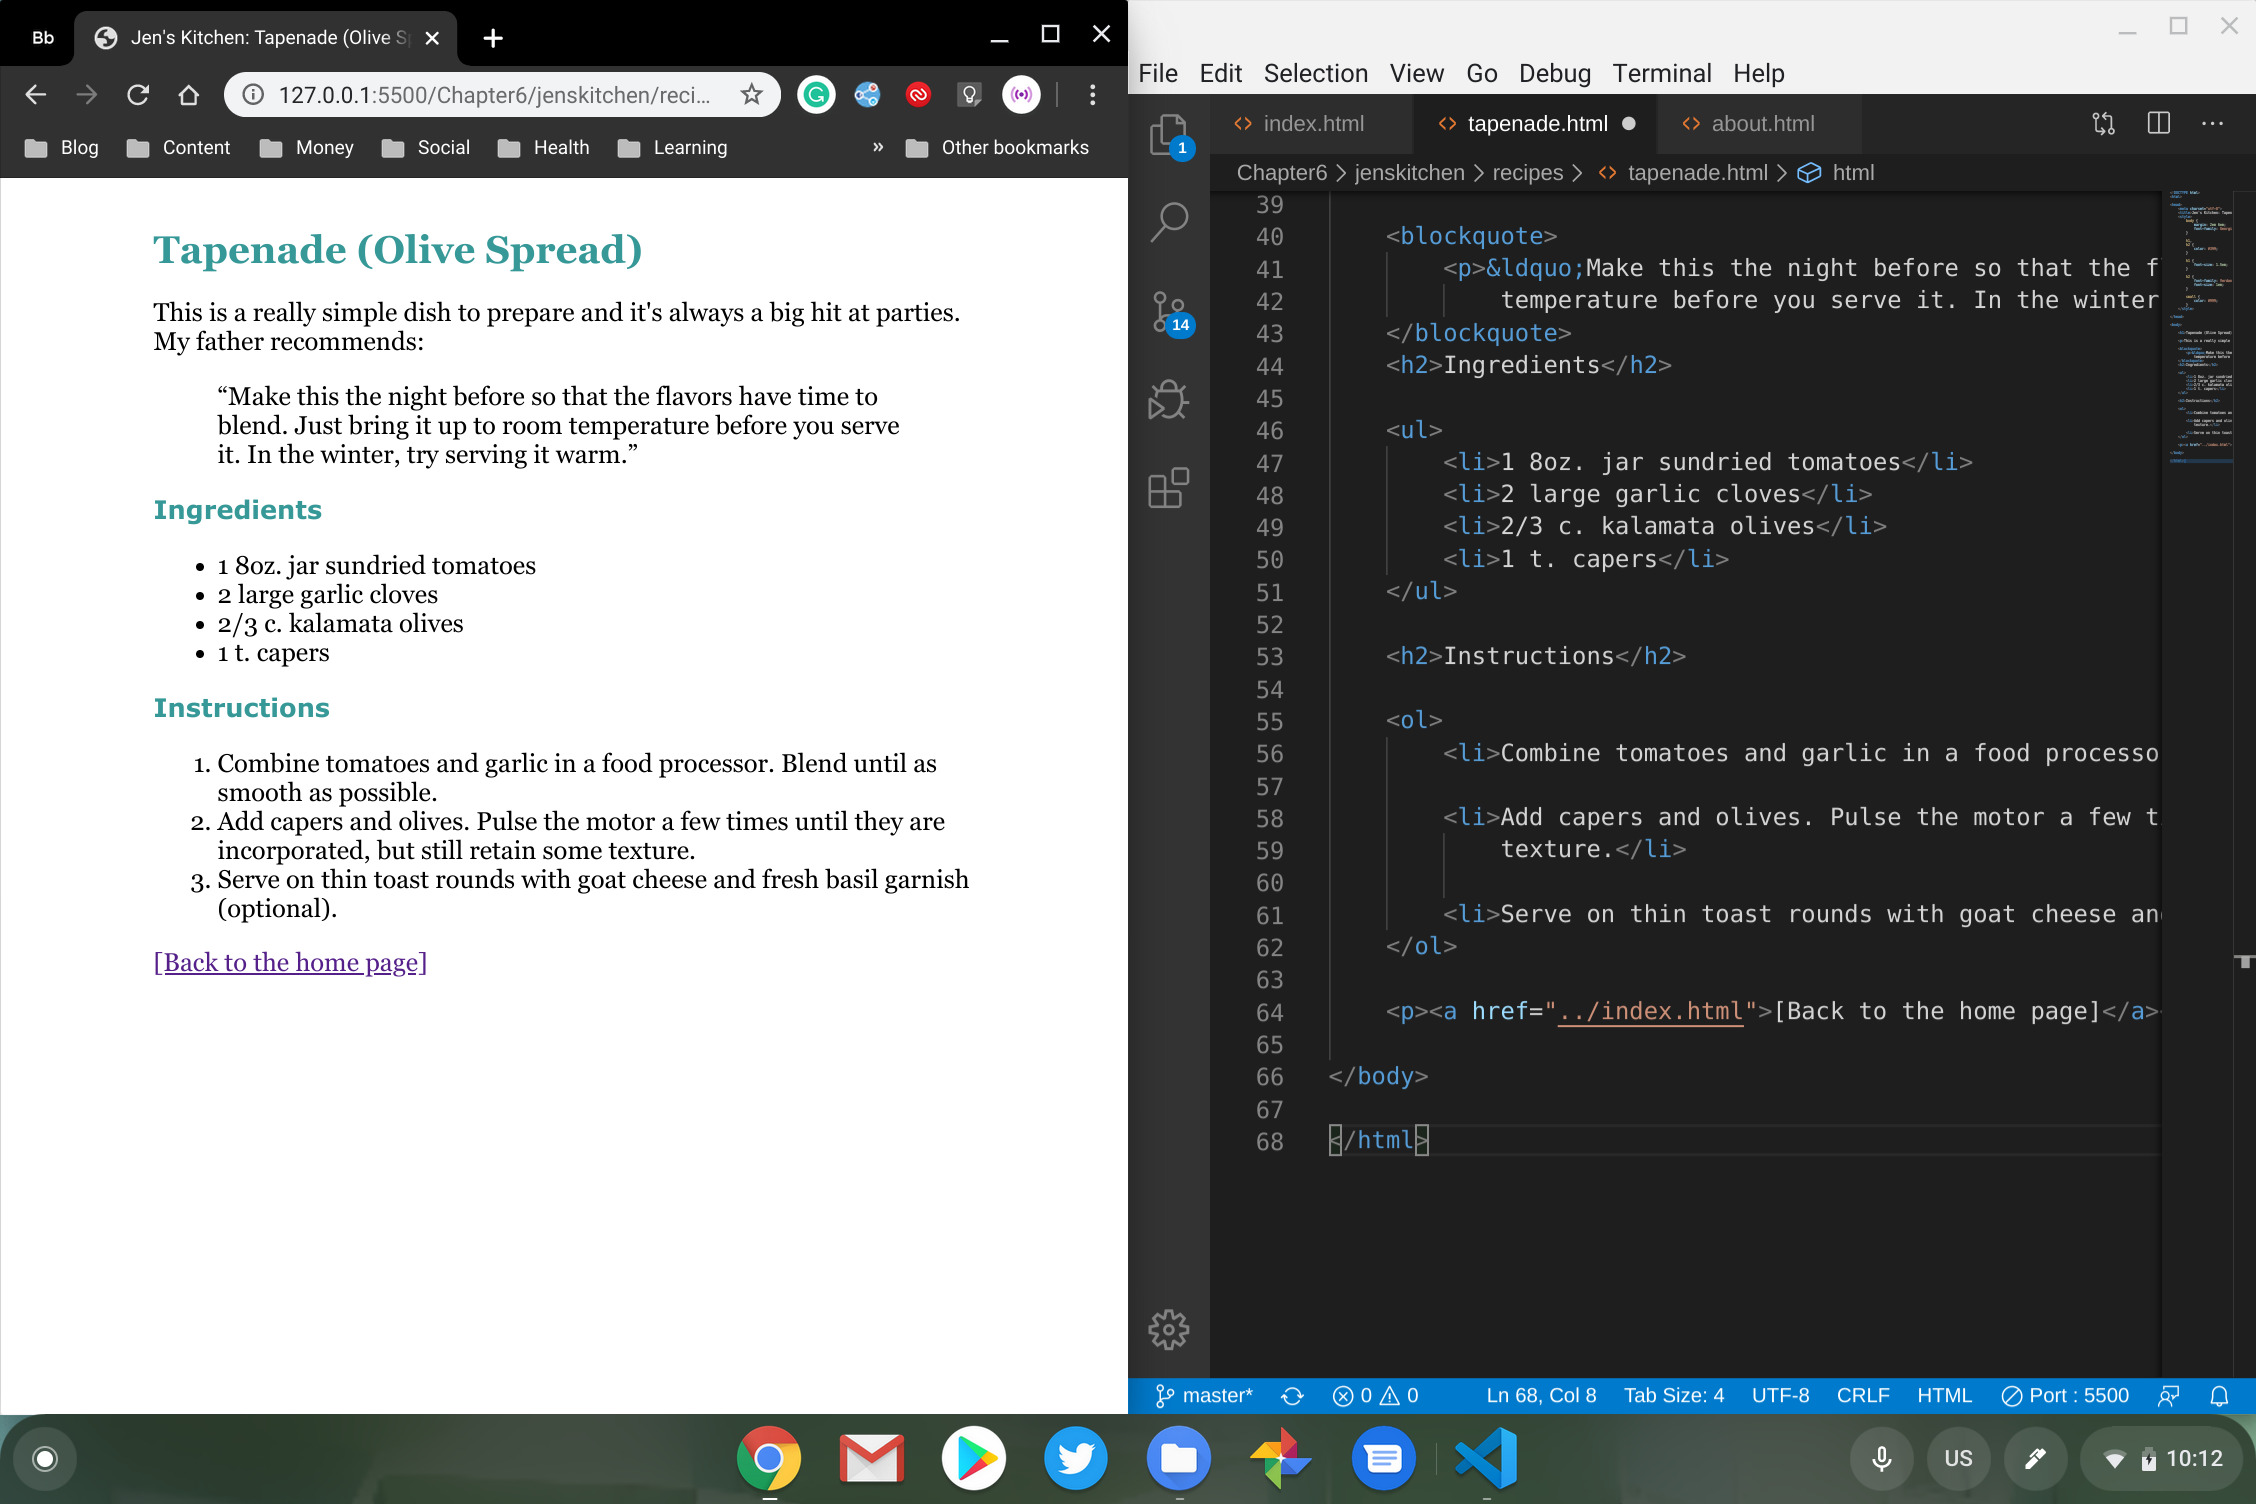 Bb
Jen's Kitchen: Tapenade (Olive S
127.0.0.1:5500/Chapter6/jenskitchen/reci...
Blog Content Money Social Health Learning » Other bookmarks
Tapenade (Olive Spread)
This is a really simple dish to prepare and it's always a big hit at parties.
My father recommends:
“Make this the night before so that the flavors have time to
blend. Just bring it up to room temperature before you serve
it. In the winter, try serving it warm.”
Ingredients
• 1 8oz. jar sundried tomatoes
• 2 large garlic cloves
• 2/3 c. kalamata olives
• 1 t. capers
Instructions
1. Combine tomatoes and garlic in a food processor. Blend until as
smooth as possible.
2. Add capers and olives. Pulse the motor a few times until they are
incorporated, but still retain some texture.
3. Serve on thin toast rounds with goat cheese and fresh basil garnish
(optional).
[Back to the home page]
File Edit Selection View Go Debug Terminal Help
index.html tapenade.html about.html
Chapter6 > jenskitchen > recipes > tapenade.html > html
1
14
39
40 <blockquote>
41 <p>&ldquo;Make this the night before so that the f
42 temperature before you serve it. In the winter
43 </blockquote>
44 <h2>Ingredients</h2>
45
46 <ul>
47 <li>1 8oz. jar sundried tomatoes</li>
48 <li>2 large garlic cloves</li>
49 <li>2/3 c. kalamata olives</li>
50 <li>1 t. capers</li>
51 </ul>
52
53 <h2>Instructions</h2>
54
55 <ol>
56 <li>Combine tomatoes and garlic in a food processo
57
58 <li>Add capers and olives. Pulse the motor a few t
59 texture.</li>
60
61 <li>Serve on thin toast rounds with goat cheese an
62 </ol>
63
64 <p><a href="../index.html">[Back to the home page]</a>
65
66 </body>
67
68 </html>
master* 0 0 Ln 68, Col 8 Tab Size: 4 UTF-8 CRLF HTML Port : 5500
US 10:12